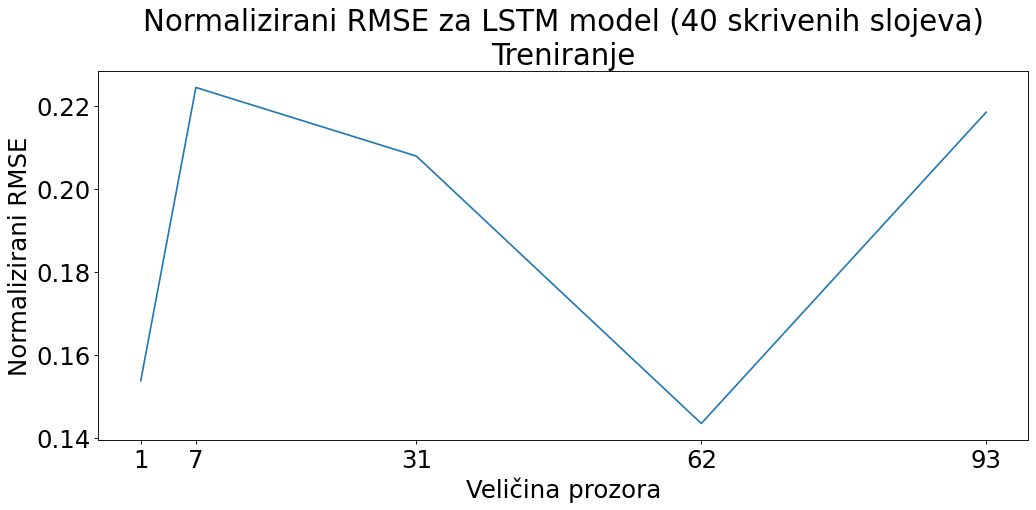 Normalizirani RMSE za LSTM model (40 skrivenih slojeva)
Treniranje
Normalizirani RMSE
0.22
0.20
0.18
0.16
0.14
1 7 31 62 93
Veličina prozora